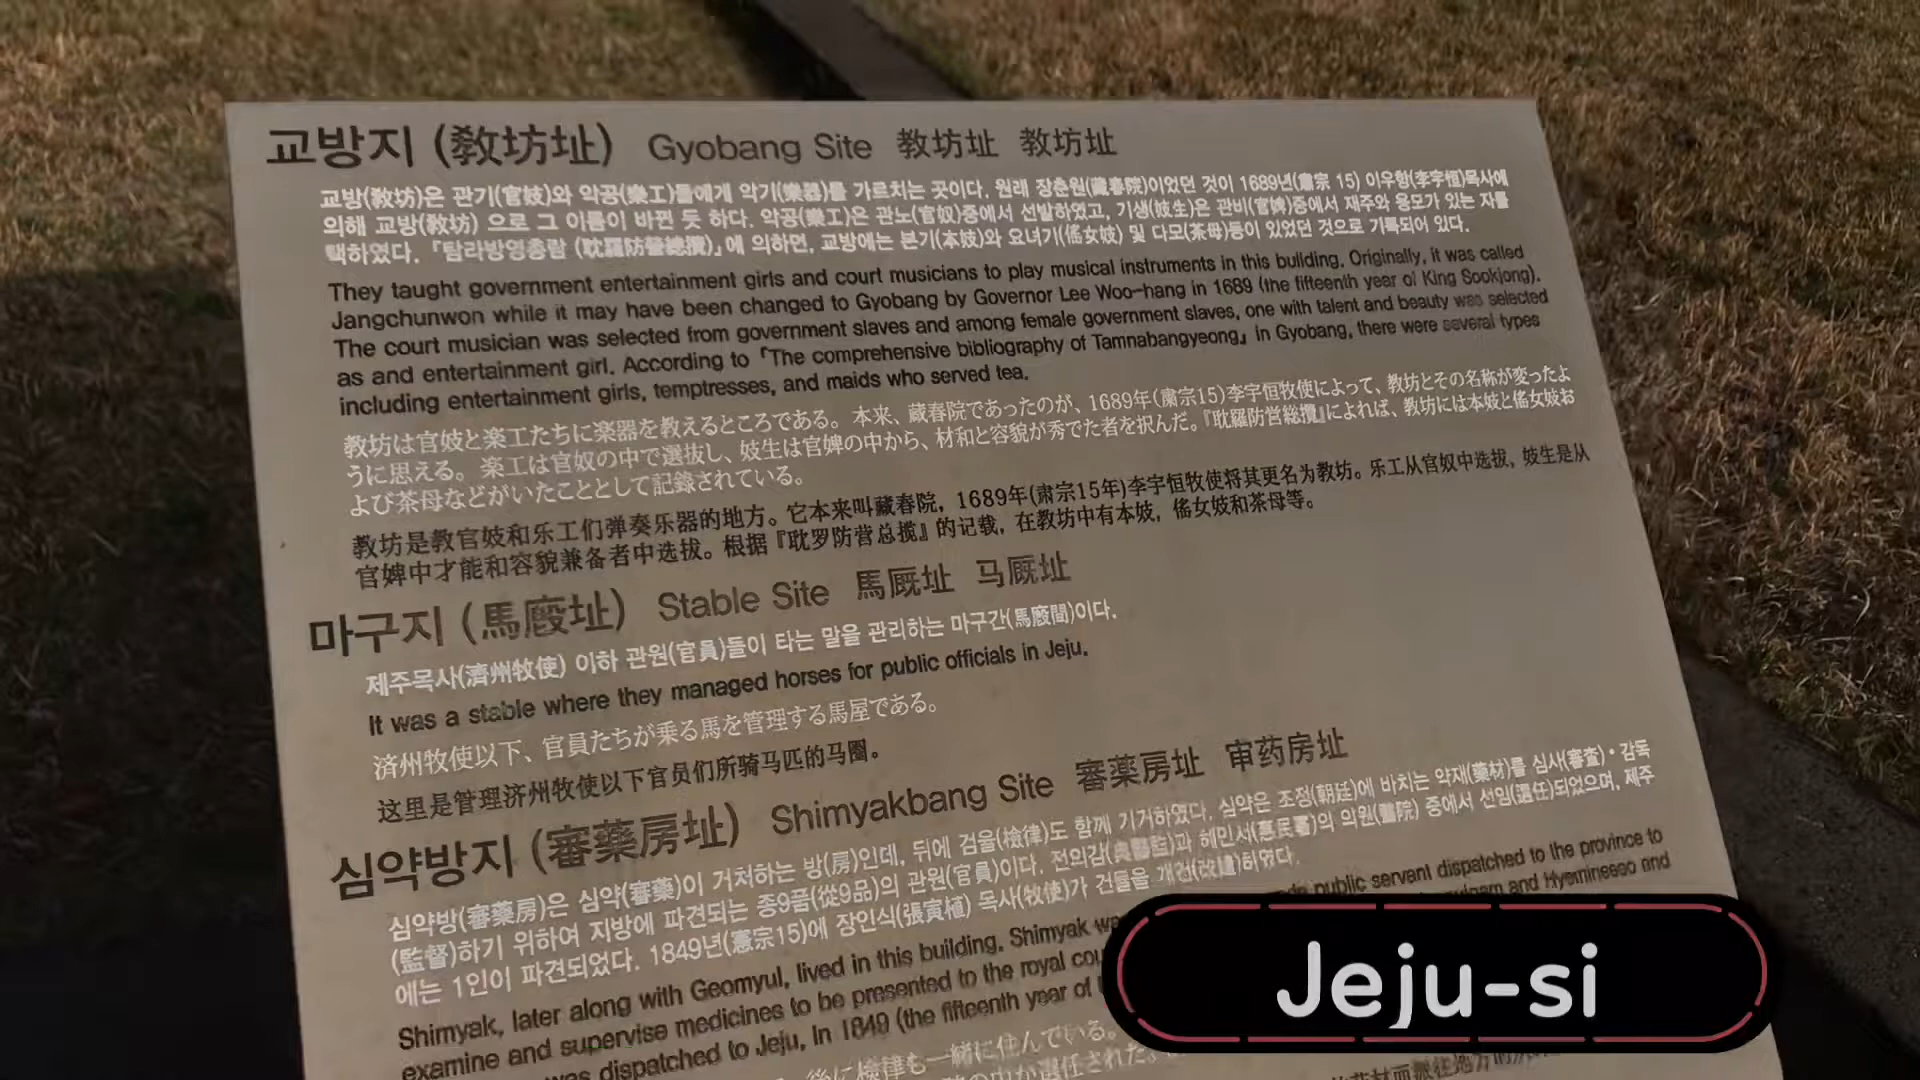 교방지 (敎坊址) Gyobang Site 教坊址 教坊址
교방(敎坊)은 관기(官妓)와 악공(樂工)들에게 악기(樂器)를 가르치는 곳이다. 원래 장춘원(藏春院)이었던 것이 1689년(肅宗 15) 이우항(李宇恒)목사에
의해 교방(敎坊) 으로 그 이름이 바뀐 듯 하다. 악공(樂工)은 관노(官奴)중에서 선발하였고, 기생(妓生)은 관비(官婢)중에서 재주와 용모가 있는 자를
택하였다. 「탐라방영총람 (耽羅防營總攬)」에 의하면, 교방에는 본기(本妓)와 요녀기(傜女妓) 및 다모(茶母)등이 있었던 것으로 기록되어 있다.
They taught government entertainment girls and court musicians to play musical instruments in this building. Originally, it was called
Jangchunwon while it may have been changed to Gyobang by Governor Lee Woo-hang in 1689 (the fifteenth year of King Sookjong).
The court musician was selected from government slaves and among female government slaves, one with talent and beauty was selected
as and entertainment girl. According to 「The comprehensive bibliography of Tamnabangyeong」 in Gyobang, there were several types
including entertainment girls, temptresses, and maids who served tea.
教坊は官妓と楽工たちに楽器を教えるところである。本来、蔵春院であったのが、1689年(粛宗15)李宇恒牧使によって、教坊とその名称が変ったよ
うに思える。楽工は官奴の中で選抜し、妓生は官婢の中から、材和と容貌が秀でた者を択んだ。『耽羅防営総攬』によれば、教坊には本妓と傜女妓お
よび茶母などがいたこととして記録されている。
教坊是教官妓和乐工们弹奏乐器的地方。它本来叫藏春院，1689年(肃宗15年)李宇恒牧使将其更名为教坊。乐工从官奴中选拔，妓生是从
官婢中才能和容貌兼备者中选拔。根据『耽罗防营总揽』的记载，在教坊中有本妓，傜女妓和茶母等。
마구지 (馬廏址) Stable Site 馬厩址 马厩址
제주목사(濟州牧使) 이하 관원(官員)들이 타는 말을 관리하는 마구간(馬廏間)이다.
It was a stable where they managed horses for public officials in Jeju.
済州牧使以下、官員たちが乗る馬を管理する馬屋である。
这里是管理济州牧使以下官员们所骑马匹的马圈。
심약방지 (審藥房址) Shimyakbang Site 審薬房址 审药房址
심약방(審藥房)은 심약(審藥)이 거처하는 방(房)인데, 뒤에 검율(檢律)도 함께 기거하였다. 심약은 조정(朝廷)에 바치는 약재(藥材)를 심사(審査)·감독
(監督)하기 위하여 지방에 파견되는 종9품(從9品)의 관원(官員)이다. 전의감(典醫監)과 혜민서(惠民署)의 의원(醫院) 중에서 선임(選任)되었으며, 제주
에는 1인이 파견되었다. 1849년(憲宗15)에 장인식(張寅植) 목사(牧使)가 건물을 개건(改建)하였다.
Shimyak, later along with Geomyul, lived in this building. Shimyak public servant dispatched to the province to
examine and supervise medicines to be presented to the royal and Hyeminseo and
was dispatched to Jeju. In 1849 (the fifteenth year of
後に検律も一緒に住んでいる。
の中から選任された。
Jeju-si